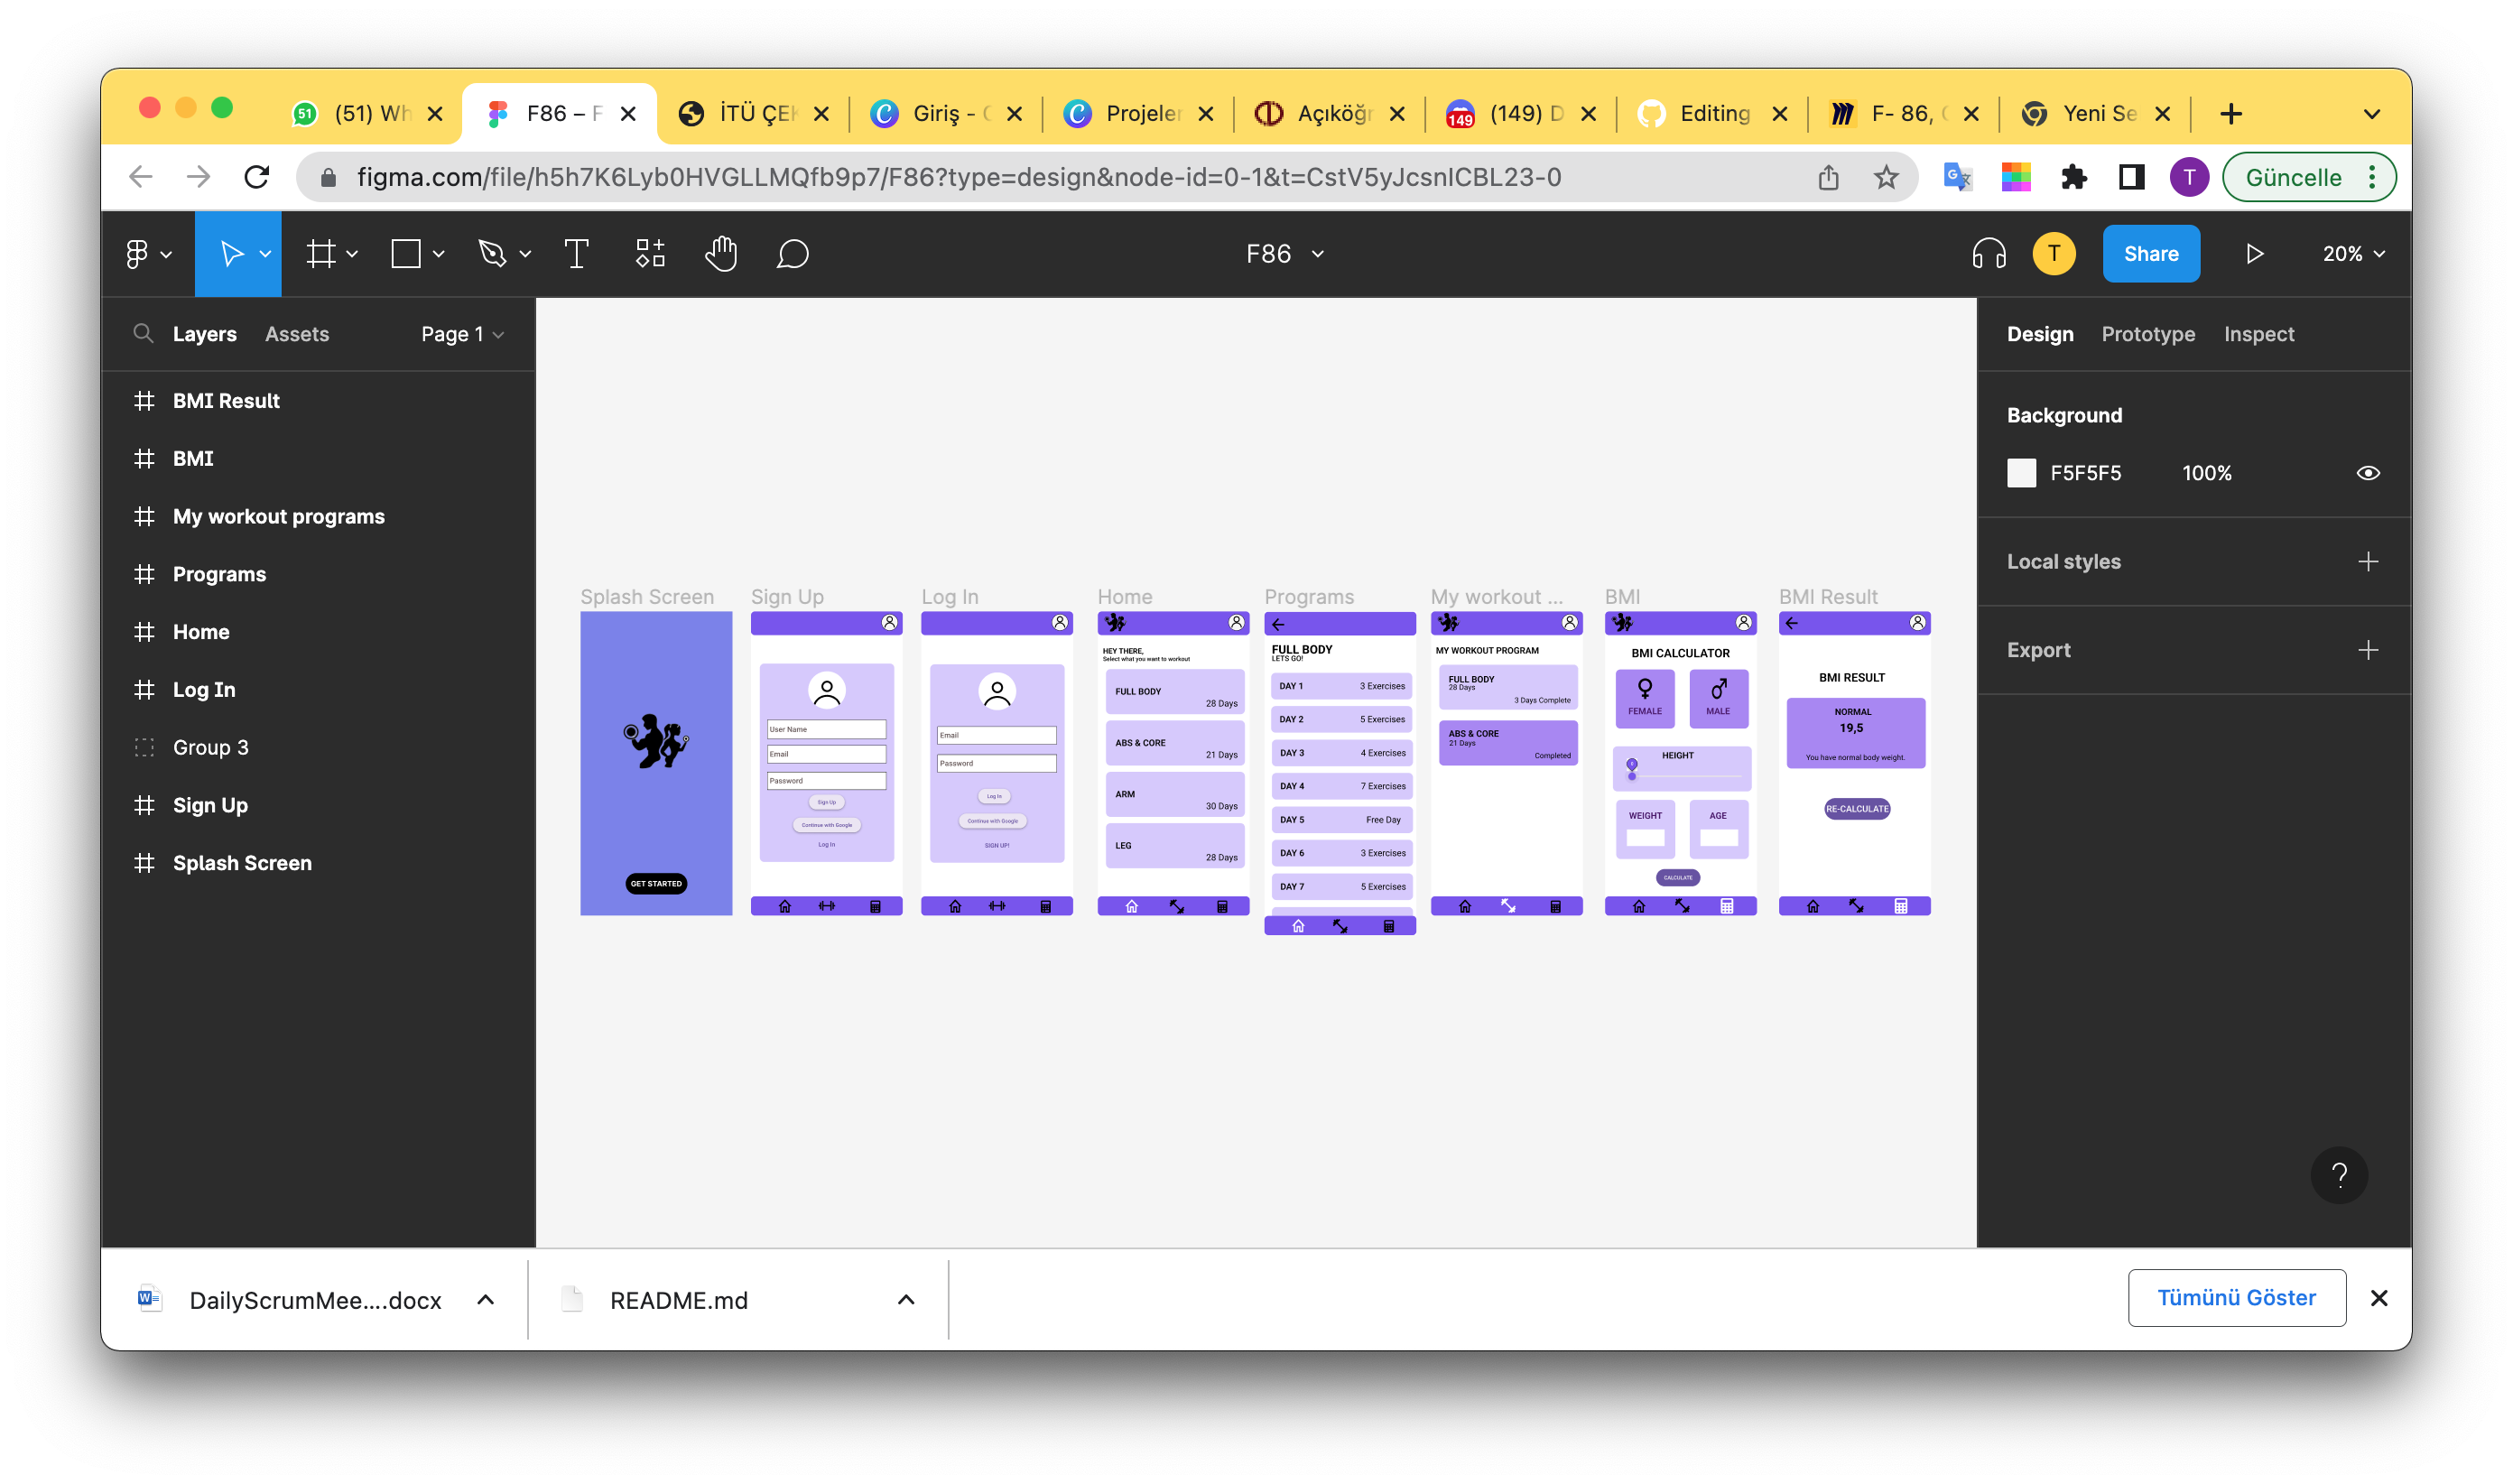 51 (51) Wh F86 – F İTÜ ÇEK Giriş - C Projeler Açıköğr 149 (149) D Editing F- 86, Yeni Se
figma.com/file/h5h7K6Lyb0HVGLLMQfb9p7/F86?type=design&node-id=0-1&t=CstV5yJcsnICBL23-0 T Güncelle
F86 T Share 20%
Layers Assets Page 1
BMI Result
BMI
My workout programs
Programs
Home
Log In
Group 3
Sign Up
Splash Screen
Splash Screen
GET STARTED
Sign Up
User Name
Email
Password
Sign Up
Continue with Google
Log In
Log In
Email
Password
Log In
Continue with Google
SIGN UP!
Home
HEY THERE,
Select what you want to workout
FULL BODY
28 Days
ABS & CORE
21 Days
ARM
30 Days
LEG
28 Days
Programs
FULL BODY
LETS GO!
DAY 1 3 Exercises
DAY 2 5 Exercises
DAY 3 4 Exercises
DAY 4 7 Exercises
DAY 5 Free Day
DAY 6 3 Exercises
DAY 7 5 Exercises
My workout ...
MY WORKOUT PROGRAM
FULL BODY
28 Days
3 Days Complete
ABS & CORE
21 Days
Completed
BMI
BMI CALCULATOR
FEMALE MALE
HEIGHT
WEIGHT AGE
CALCULATE
BMI Result
BMI RESULT
NORMAL
19,5
You have normal body weight.
RE-CALCULATE
Design Prototype Inspect
Background
F5F5F5 100%
Local styles
Export
?
DailyScrumMee....docx README.md Tümünü Göster